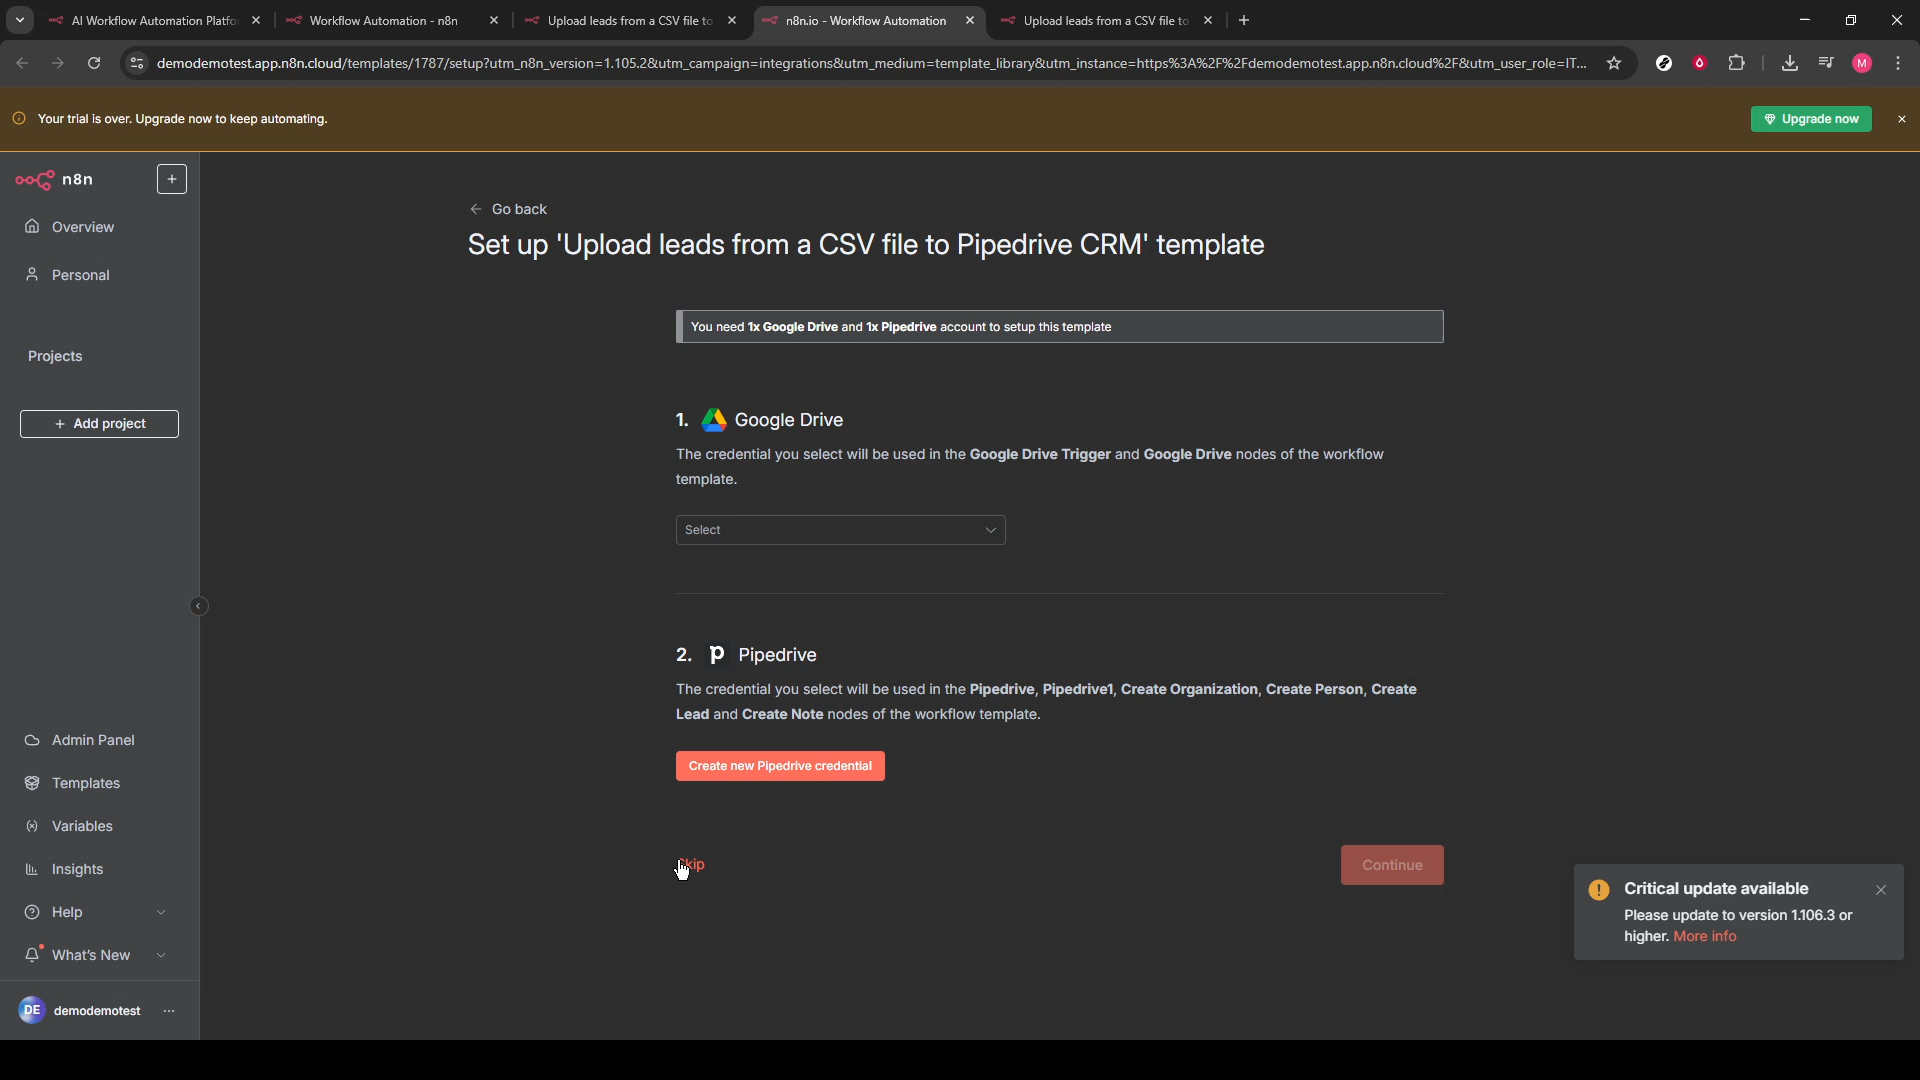 AI Workflow Automation Platfo
Workflow Automation - n8n
Upload leads from a CSV file to
n8n.io - Workflow Automation
Upload leads from a CSV file to
demodemotest.app.n8n.cloud/templates/1787/setup?utm_n8n_version=1.105.2&utm_campaign=integrations&utm_medium=template_library&utm_instance=https%3A%2F%2Fdemodemotest.app.n8n.cloud%2F&utm_user_role=IT...
M
Your trial is over. Upgrade now to keep automating.
Upgrade now
n8n
Overview
Personal
Projects
Add project
Admin Panel
Templates
Variables
Insights
Help
What's New
DE demodemotest
Go back
Set up 'Upload leads from a CSV file to Pipedrive CRM' template
You need 1x Google Drive and 1x Pipedrive account to setup this template
1. Google Drive
The credential you select will be used in the Google Drive Trigger and Google Drive nodes of the workflow
template.
Select
2. Pipedrive
The credential you select will be used in the Pipedrive, Pipedrive1, Create Organization, Create Person, Create
Lead and Create Note nodes of the workflow template.
Create new Pipedrive credential
Skip
Continue
Critical update available
Please update to version 1.106.3 or
higher. More info